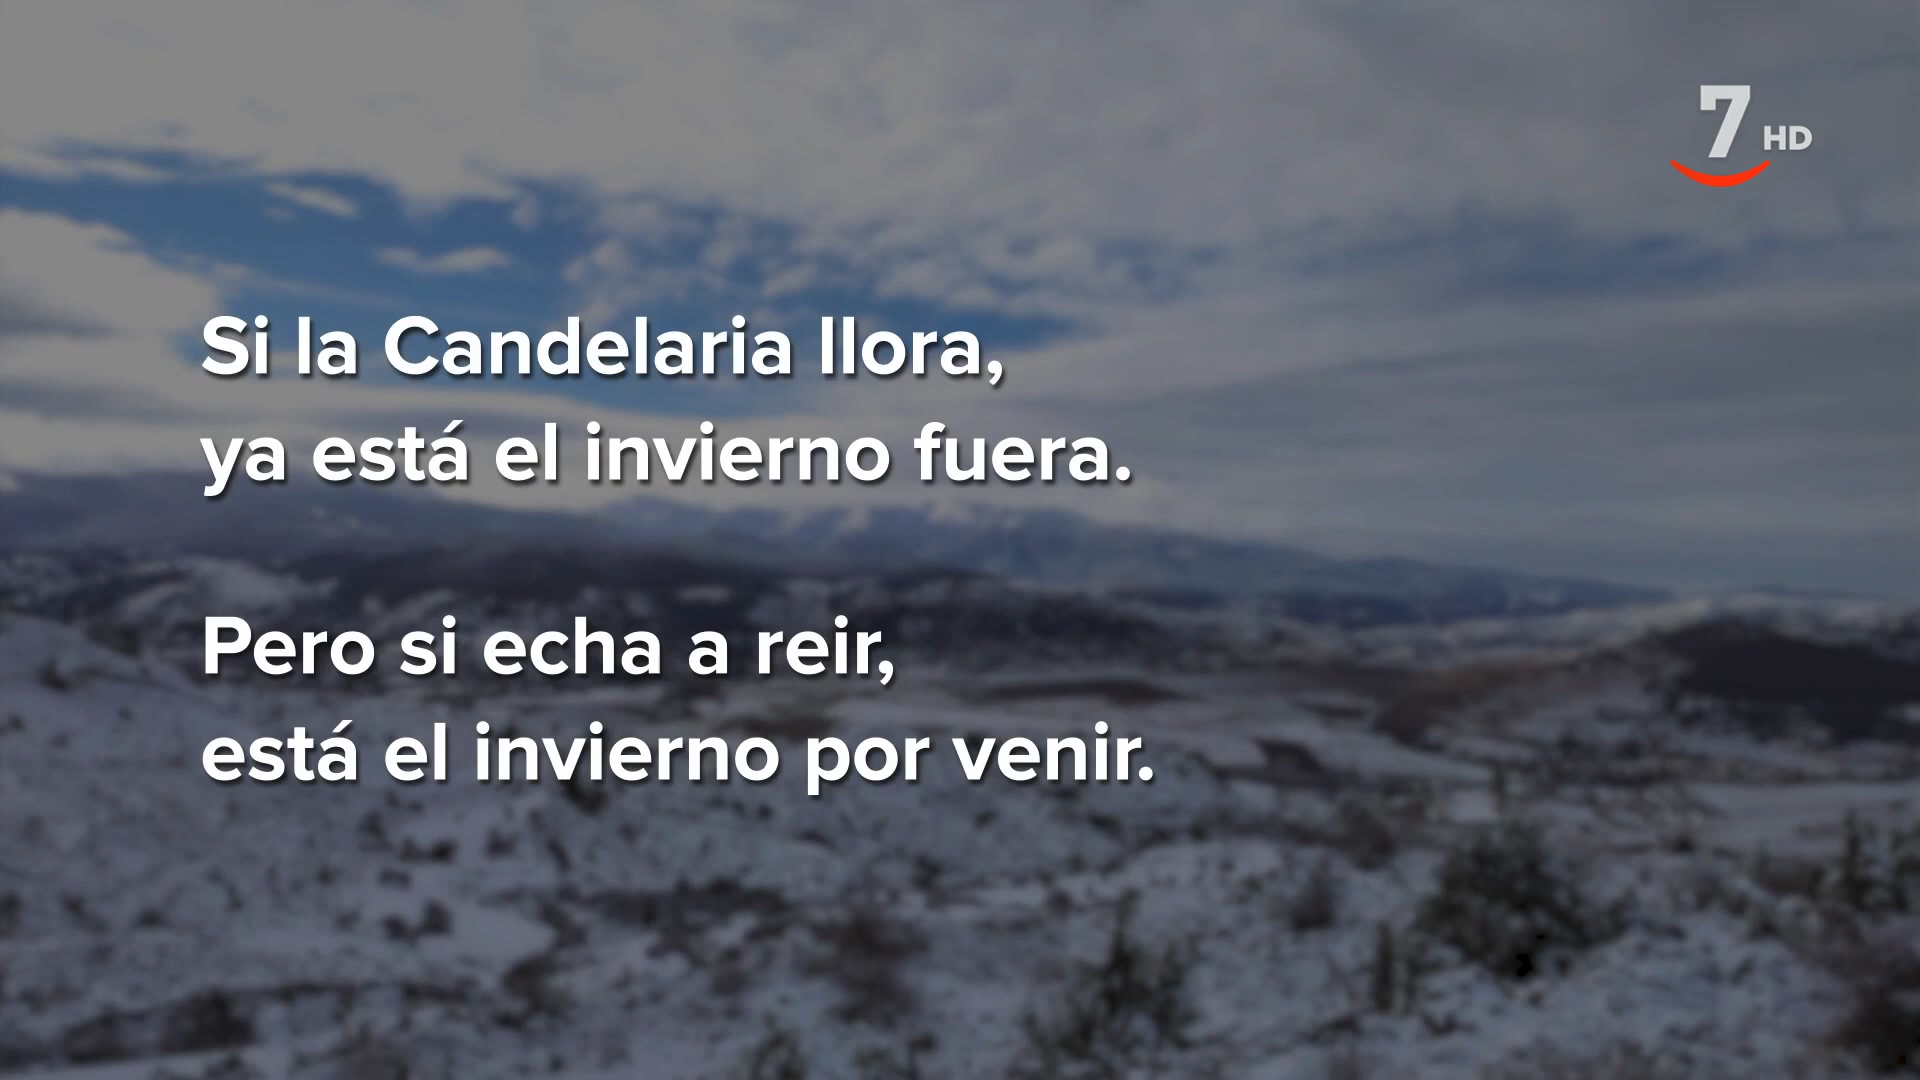 7 HD
Si la Candelaria llora,
ya está el invierno fuera.
Pero si echa a reir,
está el invierno por venir.